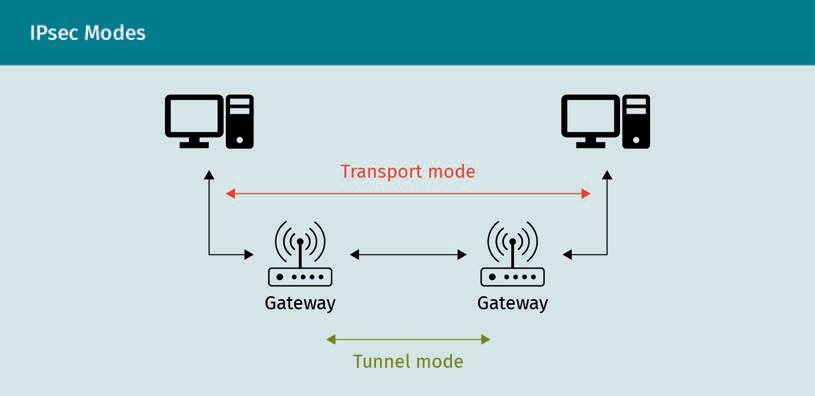 IPsec Modes
Transport mode
Gateway
Gateway
Tunnel mode